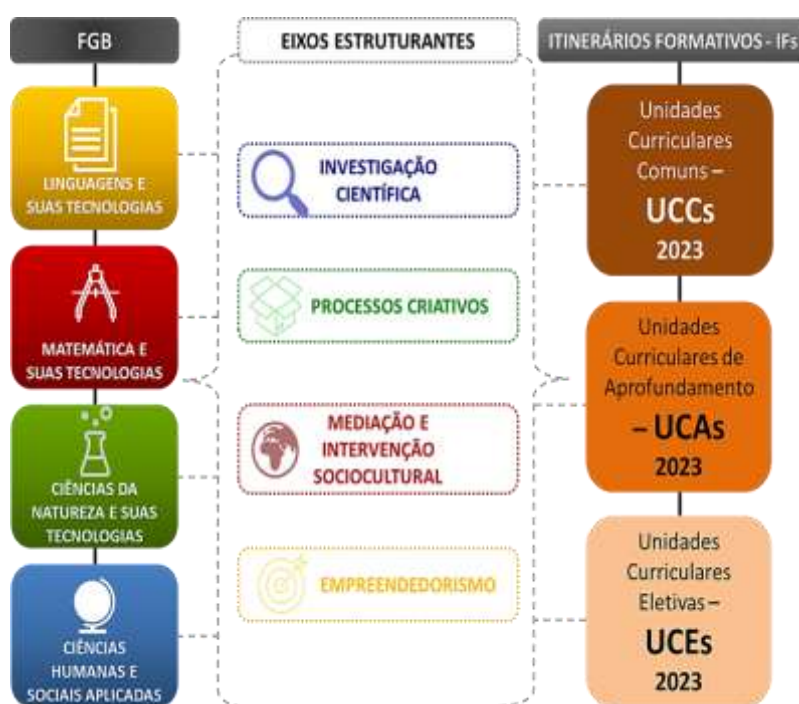 FGB
LINGUAGENS E
SUAS TECNOLOGIAS
MATEMÁTICA E
SUAS TECNOLOGIAS
CIÊNCIAS DA
NATUREZA E SUAS
TECNOLOGIAS
CIÊNCIAS
HUMANAS E
SOCIAIS APLICADAS
EIXOS ESTRUTURANTES
INVESTIGAÇÃO
CIENTÍFICA
PROCESSOS CRIATIVOS
MEDIAÇÃO E
INTERVENÇÃO
SOCIOCULTURAL
EMPREENDEDORISMO
ITINERÁRIOS FORMATIVOS - IFs
Unidades
Curriculares
Comuns –
UCCs
2023
Unidades
Curriculares de
Aprofundamento
– UCAs
2023
Unidades
Curriculares
Eletivas –
UCEs
2023